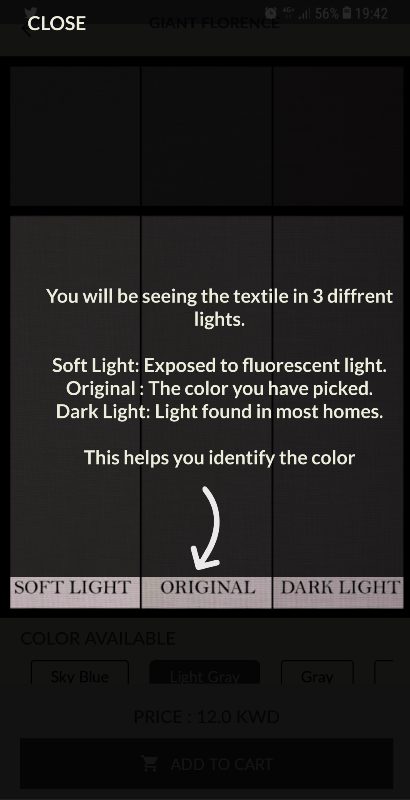 CLOSE
GIANT FLORENCE
56% 19:42
You will be seeing the textile in 3 diffrent
lights.
Soft Light: Exposed to fluorescent light.
Original : The color you have picked.
Dark Light: Light found in most homes.
This helps you identify the color
SOFT LIGHT ORIGINAL DARK LIGHT
COLOR AVAILABLE
Sky Blue Light Gray Gray
PRICE : 12.0 KWD
ADD TO CART